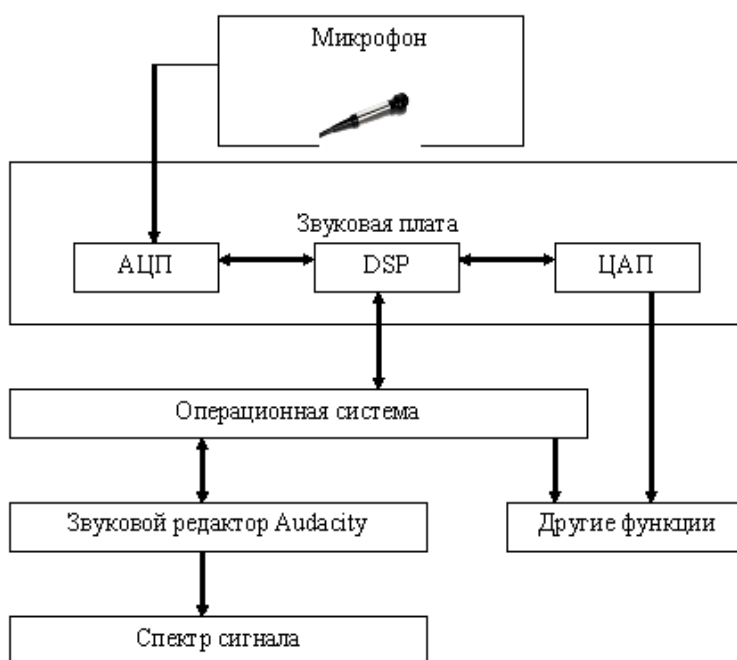 Микрофон
Звуковая плата
АЦП
DSP
ЦАП
Операционная система
Звуковой редактор Audacity
Другие функции
Спектр сигнала